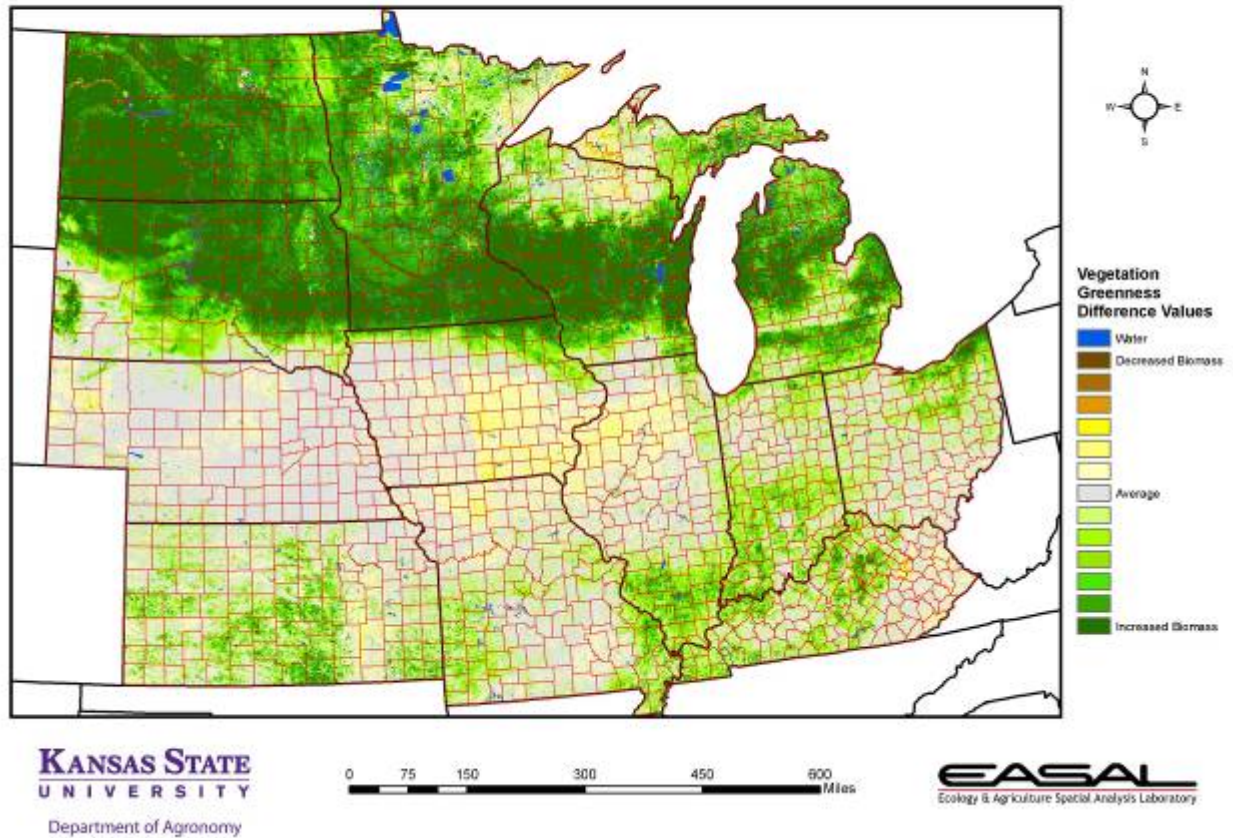 N
W
E
S
Vegetation
Greenness
Difference Values
Water
Decreased Biomass
Average
Increased Biomass
KANSAS STATE
UNIVERSITY
Department of Agronomy
0 75 150 300 450 600
Miles
EASAL
Ecology & Agriculture Spatial Analysis Laboratory